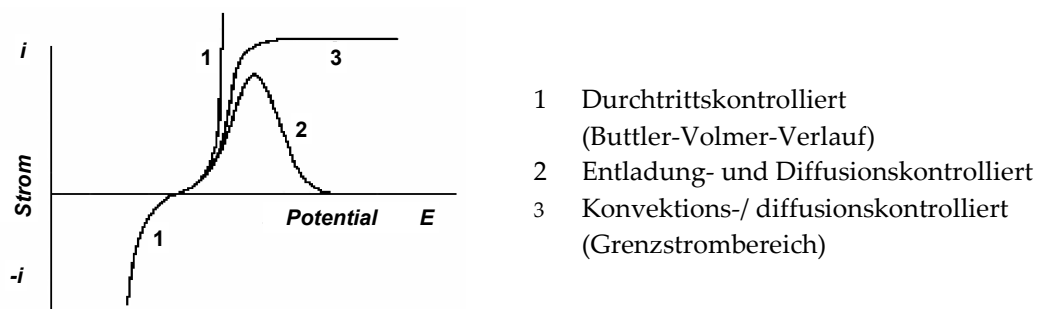 i
1
3
2
Strom
Potential E
1
-i
1 Durchtrittskontrolliert
(Buttler-Volmer-Verlauf)
2 Entladung- und Diffusionskontrolliert
3 Konvektions-/ diffusionskontrolliert
(Grenzstrombereich)